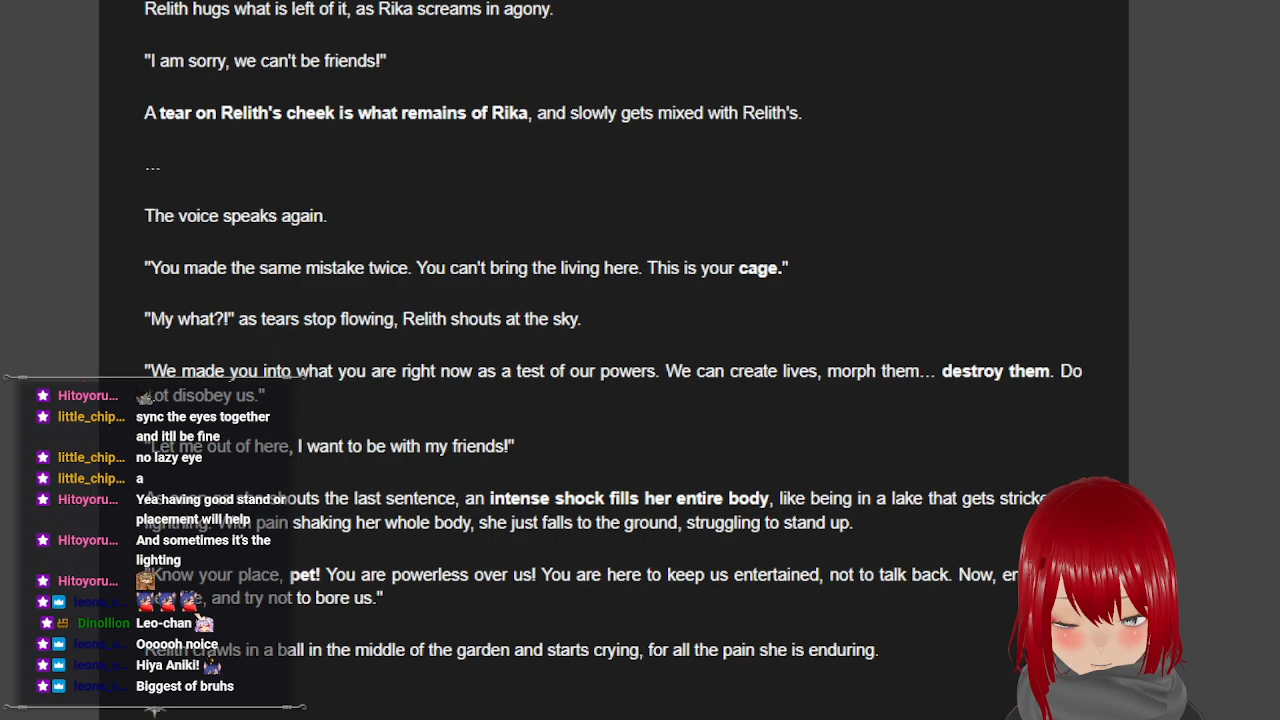 Relith hugs what is left of it, as Rika screams in agony.
"I am sorry, we can't be friends!"
A tear on Relith's cheek is what remains of Rika, and slowly gets mixed with Relith's.
...
The voice speaks again.
"You made the same mistake twice. You can't bring the living here. This is your cage."
"My what?!" as tears stop flowing, Relith shouts at the sky.
"We made you into what you are right now as a test of our powers. We can create lives, morph them... destroy them. Do
not disobey us."
"Let me out of here, I want to be with my friends!"
shouts the last sentence, an intense shock fills her entire body, like being in a lake that gets
lightning. With pain shaking her whole body, she just falls to the ground, struggling to stand up.
"Know your place, pet! You are powerless over us! You are here to keep us entertained, not to talk back. Now,
and try not to bore us."
Relith crawls in a ball in the middle of the garden and starts crying, for all the pain she is enduring.
Hitoyoru...
little_chip... sync the eyes together
and itll be fine
little_chip... no lazy eye
little_chip... a
Hitoyoru... Yea having good stand
placement will help
Hitoyoru... And sometimes it's the
lighting
Hitoyoru...
Dinollion Leo-chan
Oooooh noice
Hiya Aniki!
Biggest of bruhs